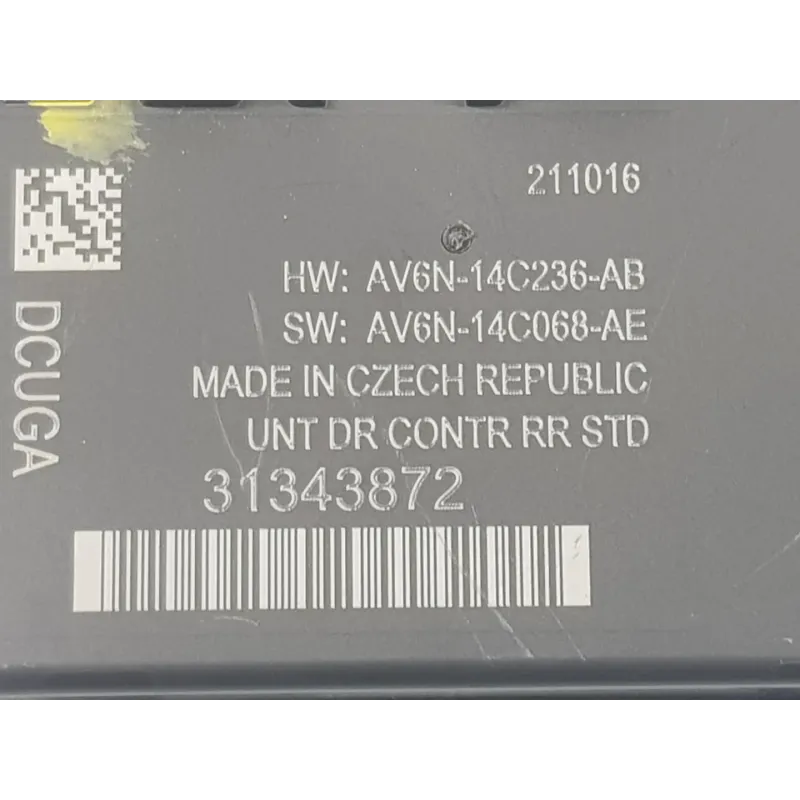 211016
HW: AV6N-14C236-AB
SW: AV6N-14C068-AE
MADE IN CZECH REPUBLIC
UNT DR CONTR RR STD
31343872
DCUGA